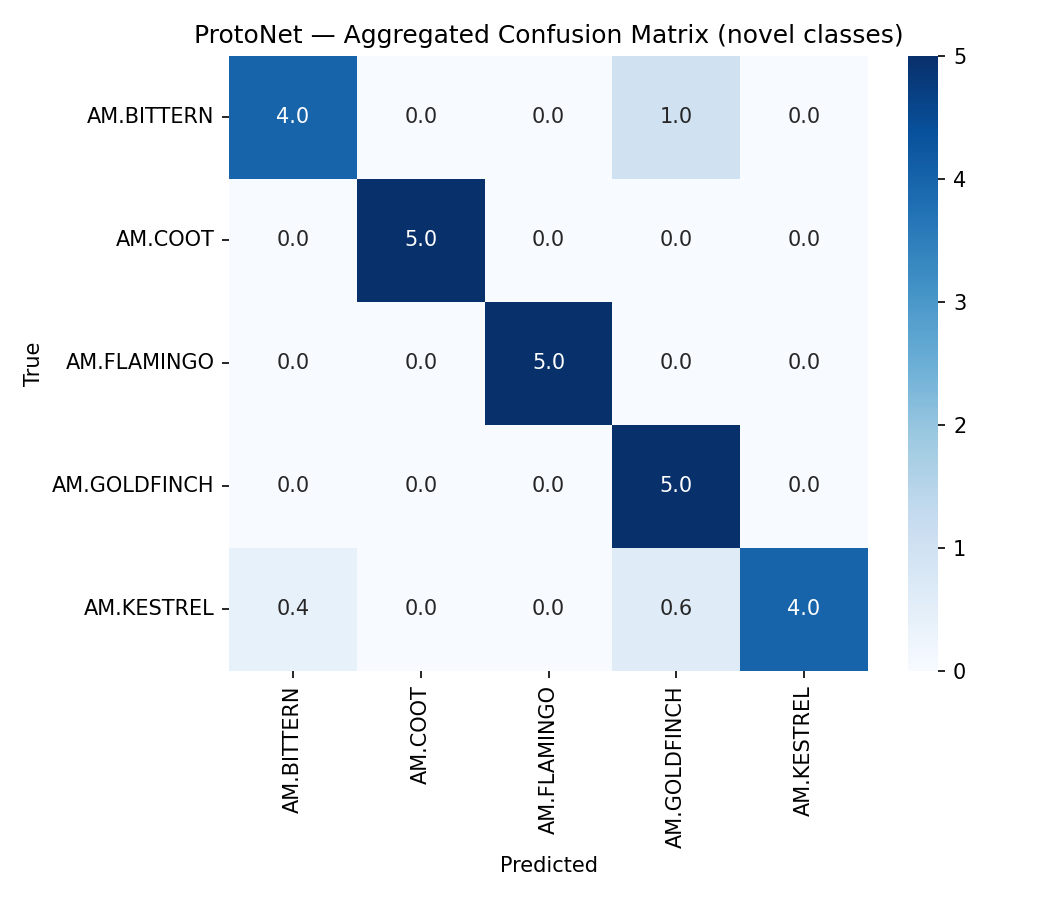 ProtoNet — Aggregated Confusion Matrix (novel classes)
AM.BITTERN 4.0 0.0 0.0 1.0 0.0
AM.COOT 0.0 5.0 0.0 0.0 0.0
AM.FLAMINGO 0.0 0.0 5.0 0.0 0.0
AM.GOLDFINCH 0.0 0.0 0.0 5.0 0.0
AM.KESTREL 0.4 0.0 0.0 0.6 4.0
True
AM.BITTERN AM.COOT AM.FLAMINGO AM.GOLDFINCH AM.KESTREL
Predicted
5
4
3
2
1
0